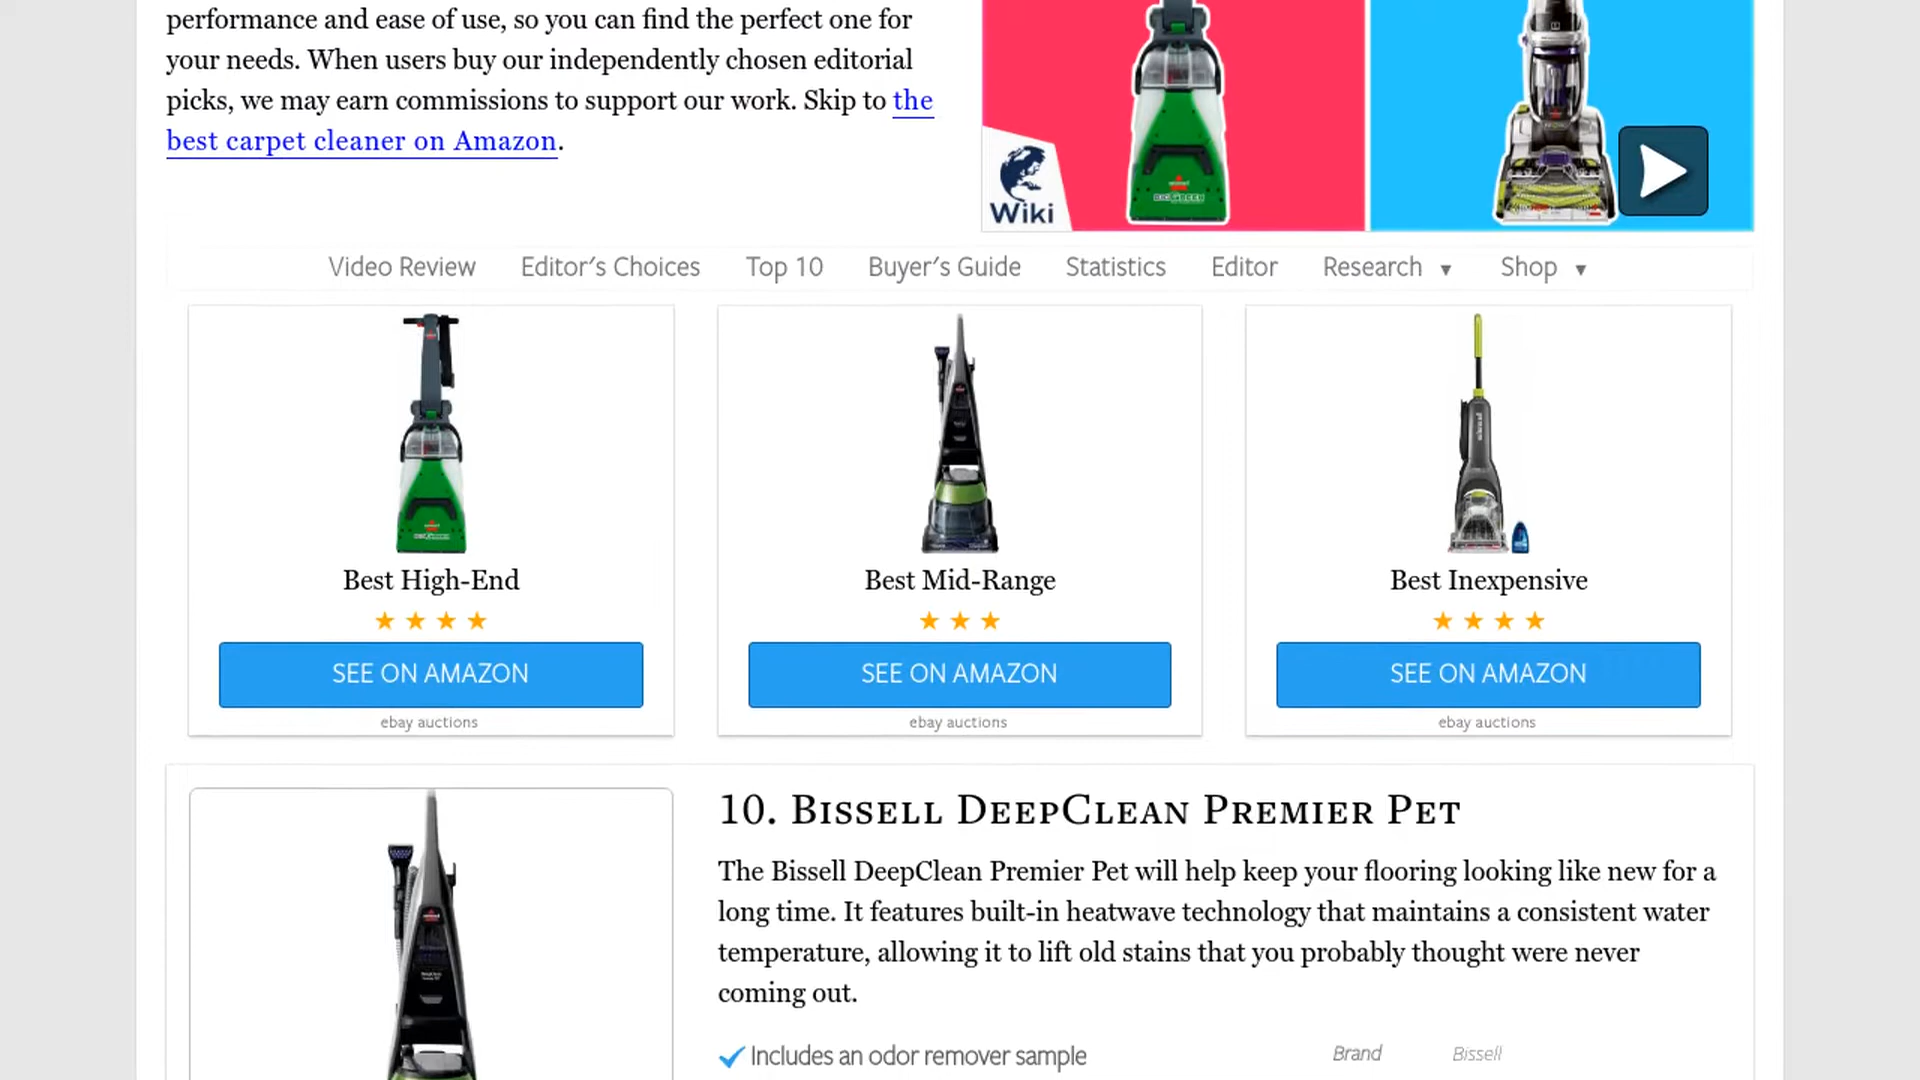 performance and ease of use, so you can find the perfect one for
your needs. When users buy our independently chosen editorial
picks, we may earn commissions to support our work. Skip to the
best carpet cleaner on Amazon.
Wiki
Video Review Editor's Choices Top 10 Buyer's Guide Statistics Editor Research ▼ Shop ▼
Best High-End
SEE ON AMAZON
ebay auctions
Best Mid-Range
SEE ON AMAZON
ebay auctions
Best Inexpensive
SEE ON AMAZON
ebay auctions
10. Bissell DeepClean Premier Pet
The Bissell DeepClean Premier Pet will help keep your flooring looking like new for a
long time. It features built-in heatwave technology that maintains a consistent water
temperature, allowing it to lift old stains that you probably thought were never
coming out.
Includes an odor remover sample
Brand Bissell